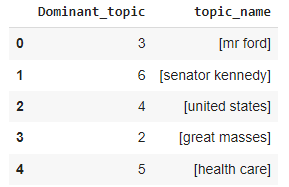 Dominant_topic topic_name
0 3 [mr ford]
1 6 [senator kennedy]
2 4 [united states]
3 2 [great masses]
4 5 [health care]